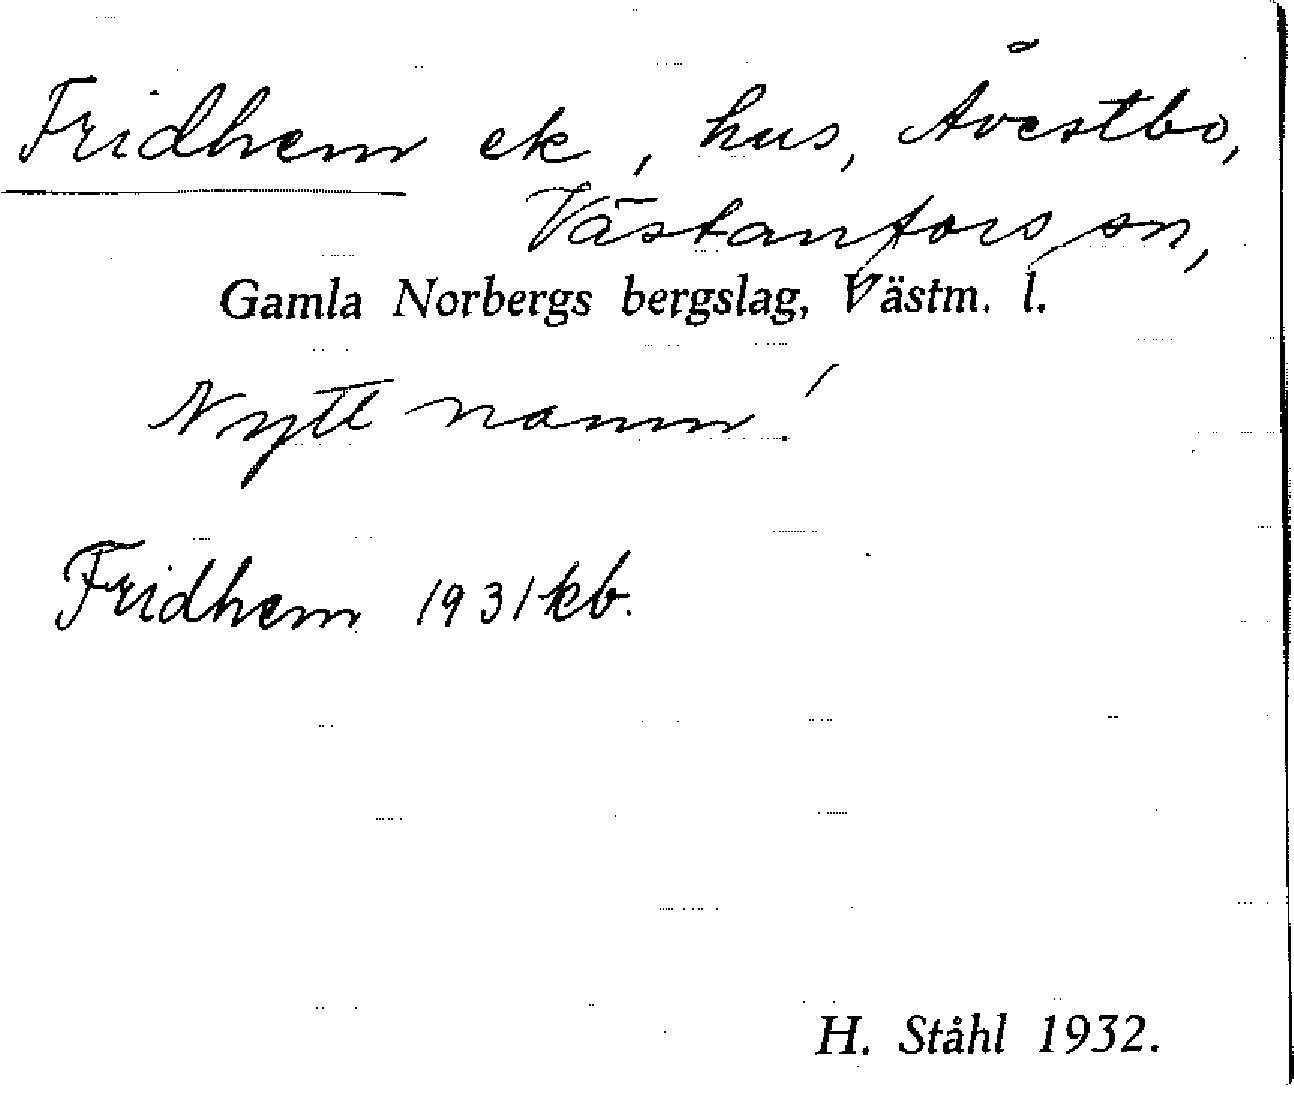 Fridhem ek, hus, Åvestbo,
Västanfors sn,
Gamla Norbergs bergslag, Västm. l.
Nytt namn!
Fridhem 1931 kb.
H. Ståhl 1932.